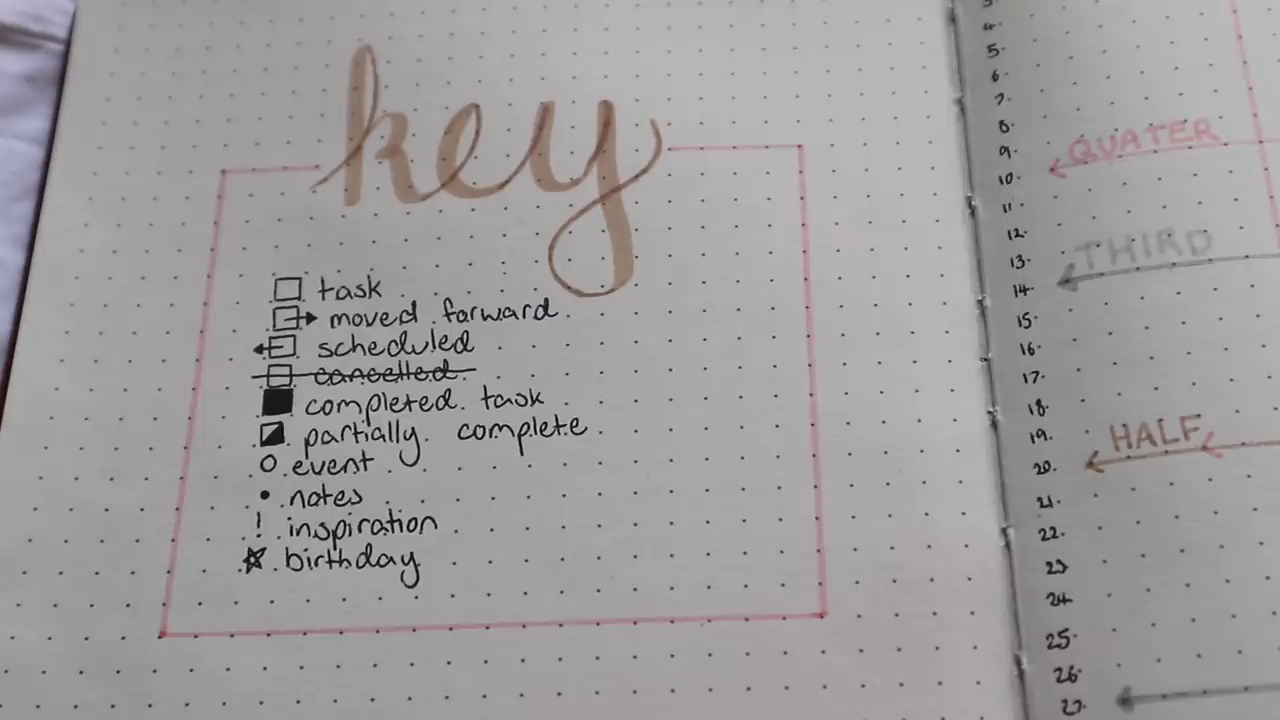 key
task
moved forward
scheduled
cancelled
completed task
partially complete
event
notes
! inspiration
birthday
4.
5.
6.
7.
8.
9.
10.
11.
12.
13.
14.
15.
16.
17.
18.
19.
20.
21.
22.
23
24
25.
26.
27.
QUATER
THIRD
HALF